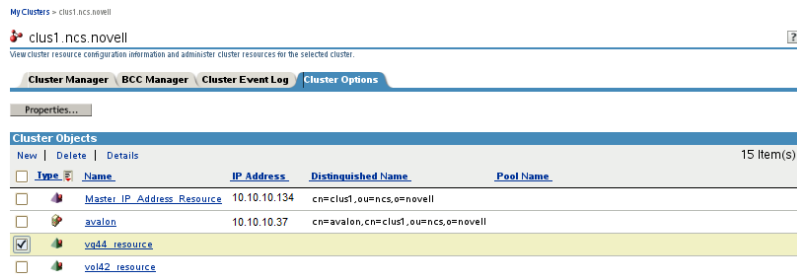 My Clusters > clus1.ncs.novell
clus1.ncs.novell
?
View cluster resource configuration information and administer cluster resources for the selected cluster.
Cluster Manager BCC Manager Cluster Event Log Cluster Options
Properties...
Cluster Objects
New | Delete | Details 15 Item(s)
Type Name IP Address Distinguished Name Pool Name
Master_IP_Address_Resource 10.10.10.134 cn=clus1,ou=ncs,o=novell
avalon 10.10.10.37 cn=avalon,cn=clus1,ou=ncs,o=novell
vg44_resource
vol42_resource